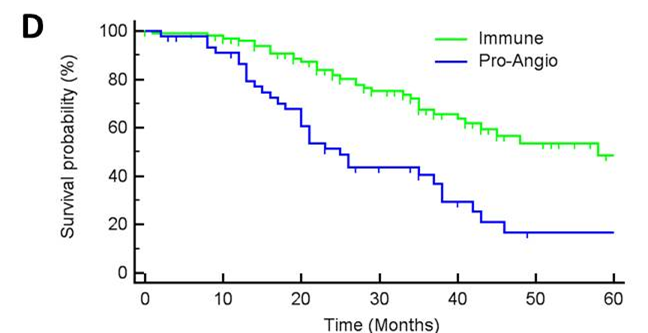 D
Immune
Pro-Angio
Survival probability (%)
100
80
60
40
20
0
0 10 20 30 40 50 60
Time (Months)